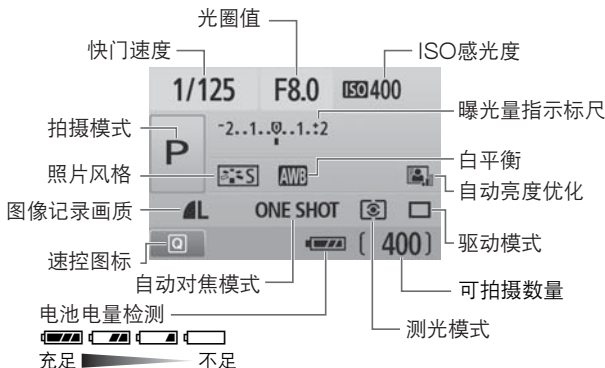 光圈值
快门速度
ISO感光度
1/125 F8.0 ISO 400
曝光量指示标尺
拍摄模式
-2..1..0..1..+2
P
白平衡
照片风格
S AWB
自动亮度优化
图像记录画质
L ONE SHOT
驱动模式
速控图标
Q
自动对焦模式
( 400 )
可拍摄数量
电池电量检测
测光模式
充足 不足